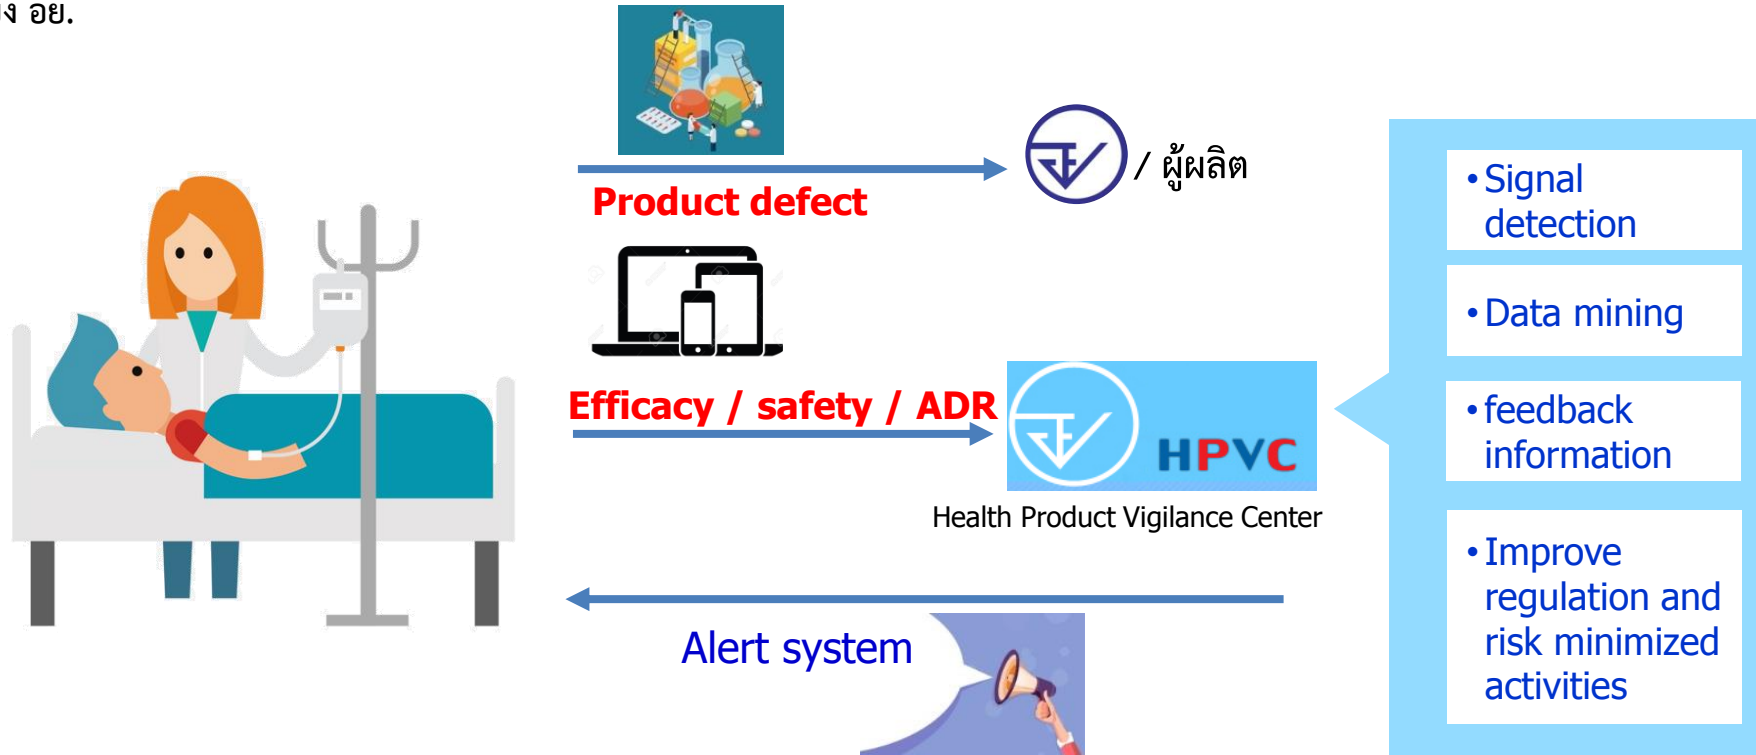 อย.
Product defect
/ ผู้ผลิต
Efficacy / safety / ADR
HPVC
Health Product Vigilance Center
Alert system
•Signal
detection
•Data mining
•feedback
information
•Improve
regulation and
risk minimized
activities